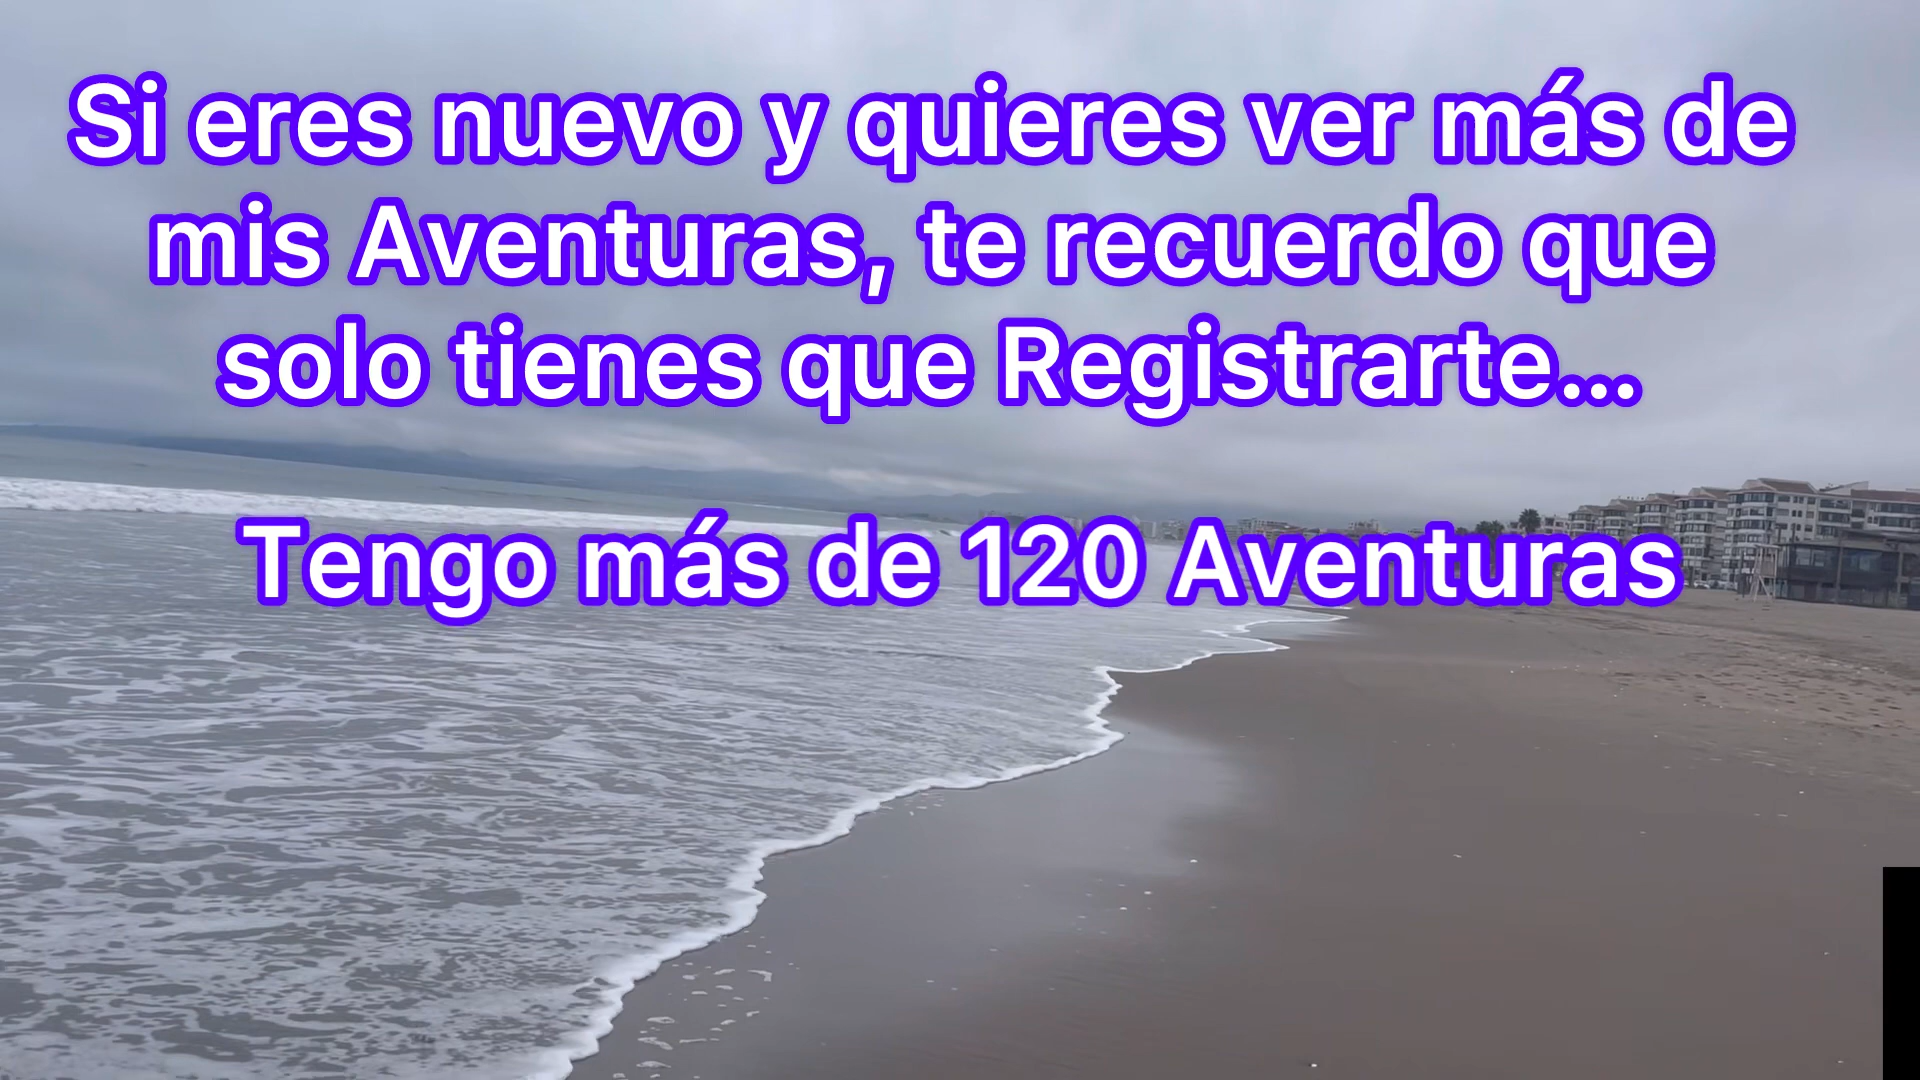 Si eres nuevo y quieres ver más de
mis Aventuras, te recuerdo que
solo tienes que Registrarte...
Tengo más de 120 Aventuras